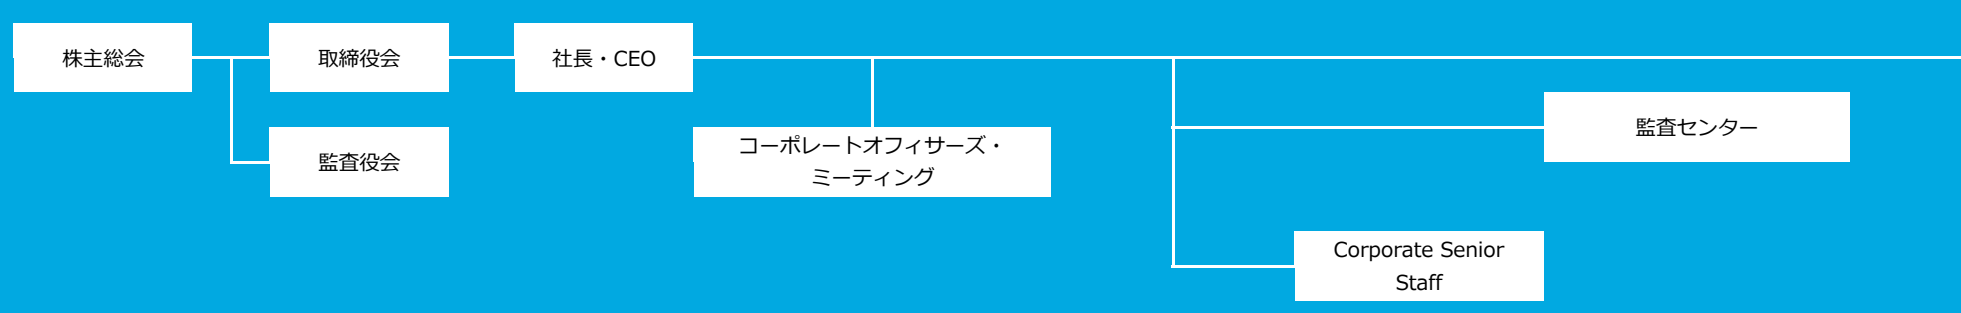 株主総会
取締役会
社長・CEO
監査役会
コーポレートオフィサーズ・
ミーティング
監査センター
Corporate Senior
Staff